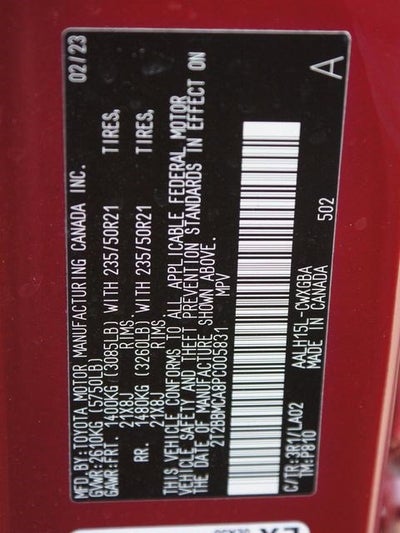 MFD. BY:TOYOTA MOTOR MANUFACTURING CANADA INC. 02/23
GVWR:2610KG (5750LB)
GAWR:FRT. 1400KG (3085LB) WITH 235/50R21 TIRES,
21X8J RIMS
RR. 1480KG (3260LB) WITH 235/50R21 TIRES,
21X8J RIMS
THIS VEHICLE CONFORMS TO ALL APPLICABLE FEDERAL MOTOR
VEHICLE SAFETY AND THEFT PREVENTION STANDARDS IN EFFECT ON
THE DATE OF MANUFACTURE SHOWN ABOVE.
2T2BBMCA8PC005831 MPV
C/TR:3R1/LA02 AALH15L-CWXGBA
TM:P810 MADE IN CANADA 502 A
EX